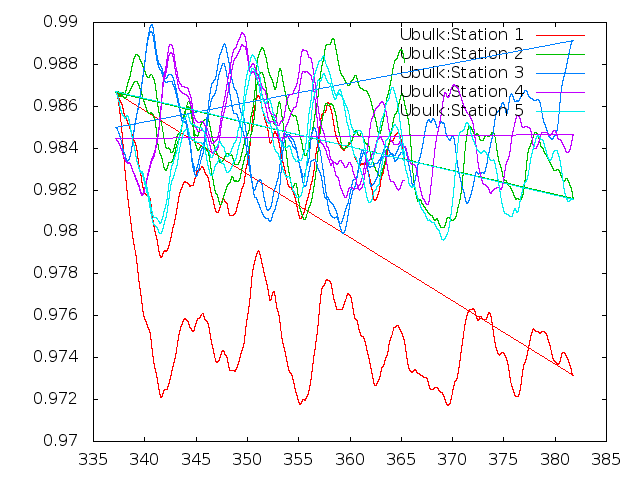 0.99
0.988
0.986
0.984
0.982
0.98
0.978
0.976
0.974
0.972
0.97
335 340 345 350 355 360 365 370 375 380 385
Ubulk:Station 1
Ubulk:Station 2
Ubulk:Station 3
Ubulk:Station 4
Ubulk:Station 5